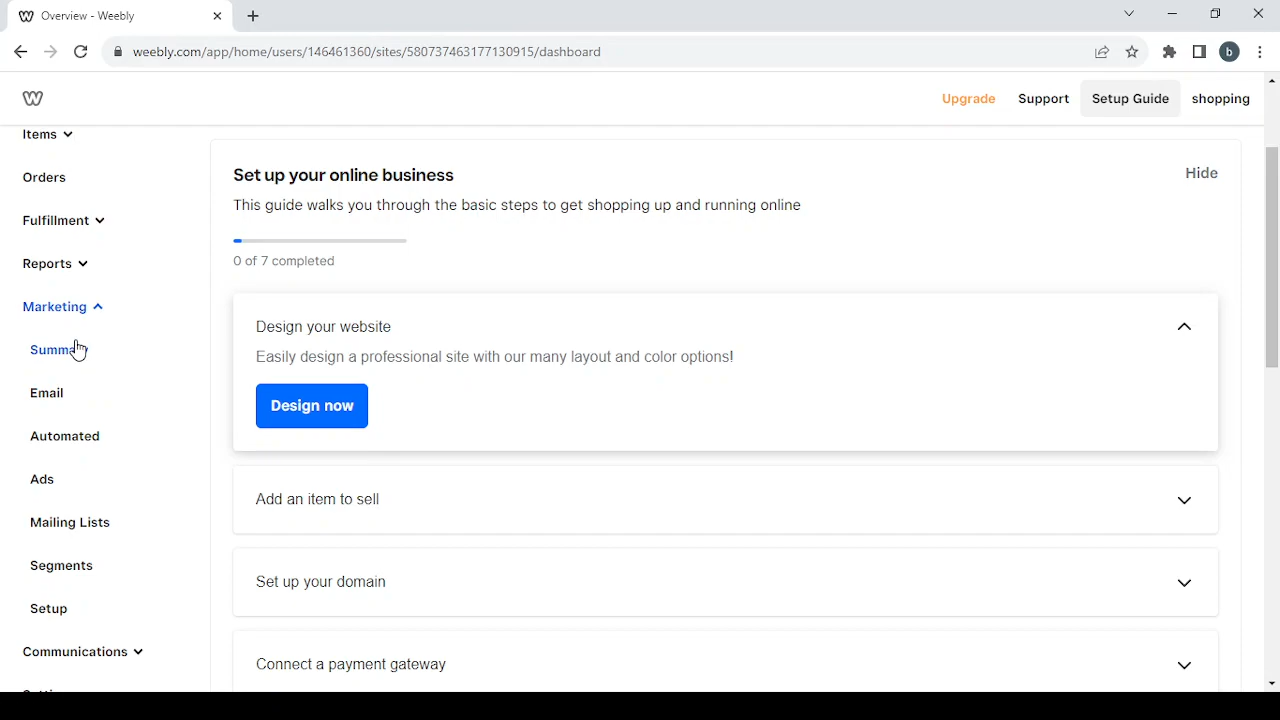 Overview - Weebly
weebly.com/app/home/users/146461360/sites/580737463177130915/dashboard
b
Upgrade
Support
Setup Guide
shopping
Items
Orders
Fulfillment
Reports
Marketing
Summary
Email
Automated
Ads
Mailing Lists
Segments
Setup
Communications
Set up your online business
Hide
This guide walks you through the basic steps to get shopping up and running online
0 of 7 completed
Design your website
Easily design a professional site with our many layout and color options!
Design now
Add an item to sell
Set up your domain
Connect a payment gateway